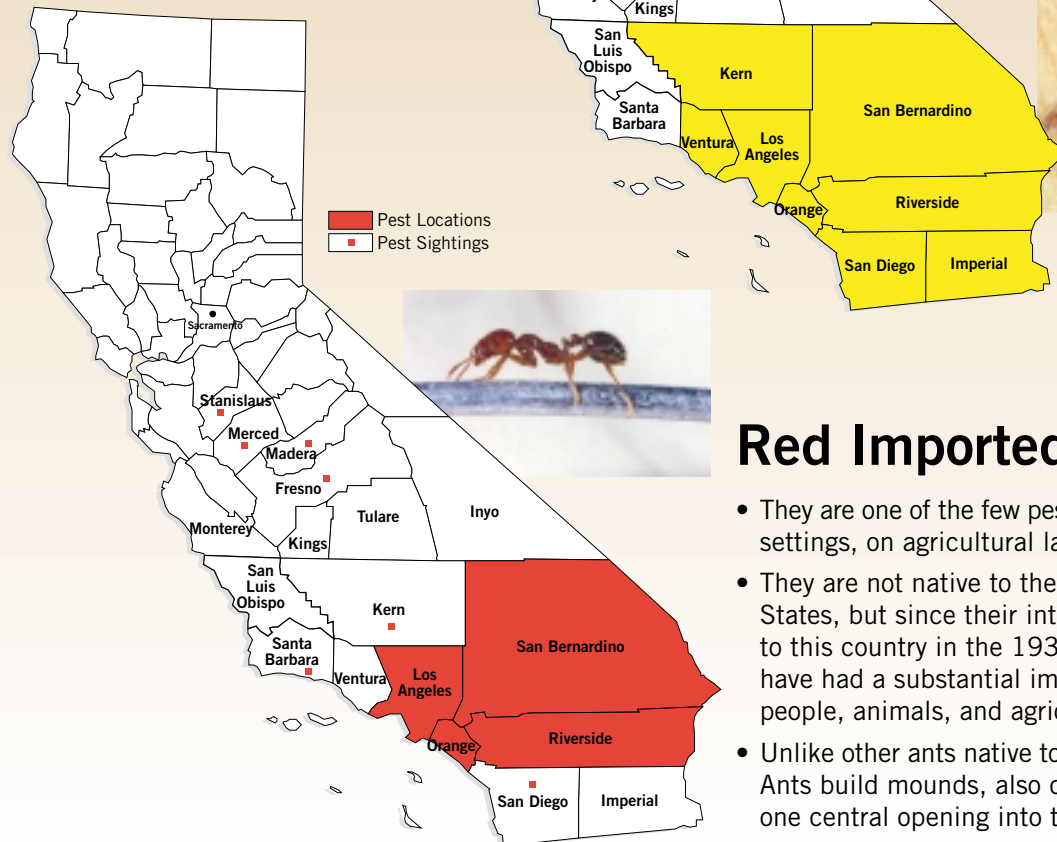 Kings
San
Luis
Obispo
Kern
San Bernardino
Santa
Barbara
Ventura
Los
Angeles
Orange
Riverside
San Diego
Imperial
Pest Locations
Pest Sightings
Sacramento
Stanislaus
Merced
Madera
Fresno
Monterey
Kings
Tulare
Inyo
San
Luis
Obispo
Kern
San Bernardino
Santa
Barbara
Ventura
Los
Angeles
Orange
Riverside
San Diego
Imperial
Red Imported
• They are one of the few pes
settings, on agricultural la
• They are not native to the
States, but since their int
to this country in the 193
have had a substantial im
people, animals, and agric
• Unlike other ants native to
Ants build mounds, also c
one central opening into t